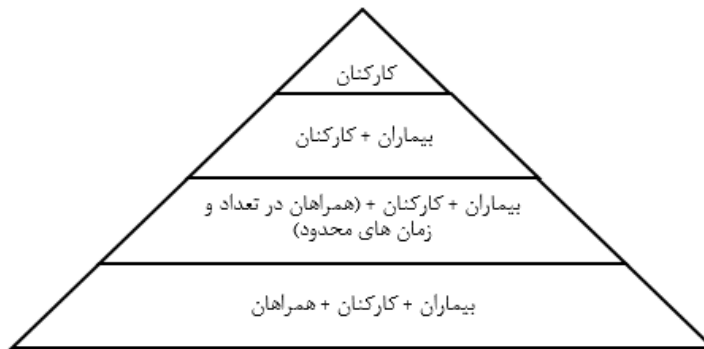 کارکنان
بیماران + کارکنان
بیماران + کارکنان + (همراهان در تعداد و
زمان های محدود)
بیماران + کارکنان + همراهان